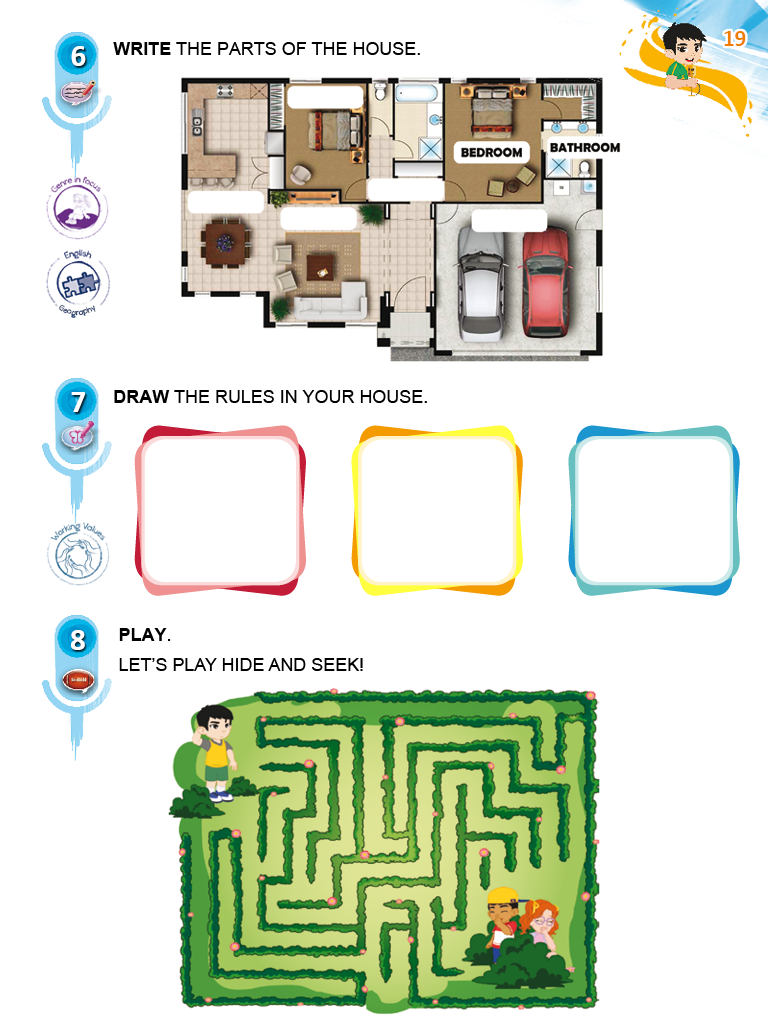 19
6
WRITE THE PARTS OF THE HOUSE.
BEDROOM
BATHROOM
Genre in focus
English
Geography
7
DRAW THE RULES IN YOUR HOUSE.
Working Values
8
PLAY.
LET'S PLAY HIDE AND SEEK!